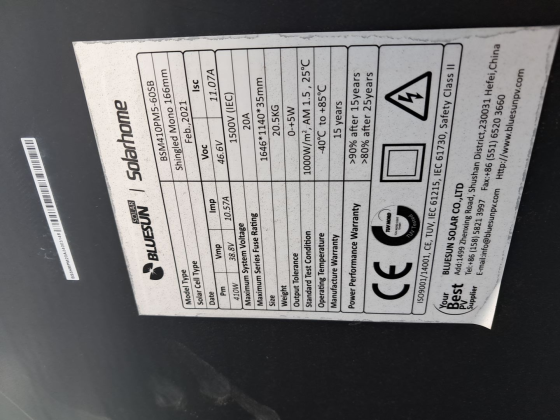 BLUESUN SOLAR | Solarhome
Model Type BSM410PM5-60SB
Solar Cell Type Shingled Mono 166mm
Date Feb..2021
Pm Vmp Imp Voc Isc
410W 38.8V 10.57A 46.6V 11.07A
Maximum System Voltage 1500V (IEC)
Maximum Series Fuse Rating 20A
Size 1646*1140*35mm
Weight 20.5KG
Output Tolerance 0~+5W
Standard Test Condition 1000W/m², AM 1.5 , 25℃
Operating Temperature -40℃ to +85℃
Manufacture Warranty 15 years
Power Performance Warranty >90% after 15years
>80% after 25years
CE
ISO9001/14001, CE, TUV, IEC 61215, IEC 61730, Safety Class II
Your Best PV Supplier
BLUESUN SOLAR CO.,LTD
Add:1499 Zhenxing Road, Shushan District,230031 Hefei,China
Tel:+86 (158) 5821 3997 Fax:+86 (551) 6520 3660
E-mail:info@bluesunpv.com Http://www.bluesunpv.com